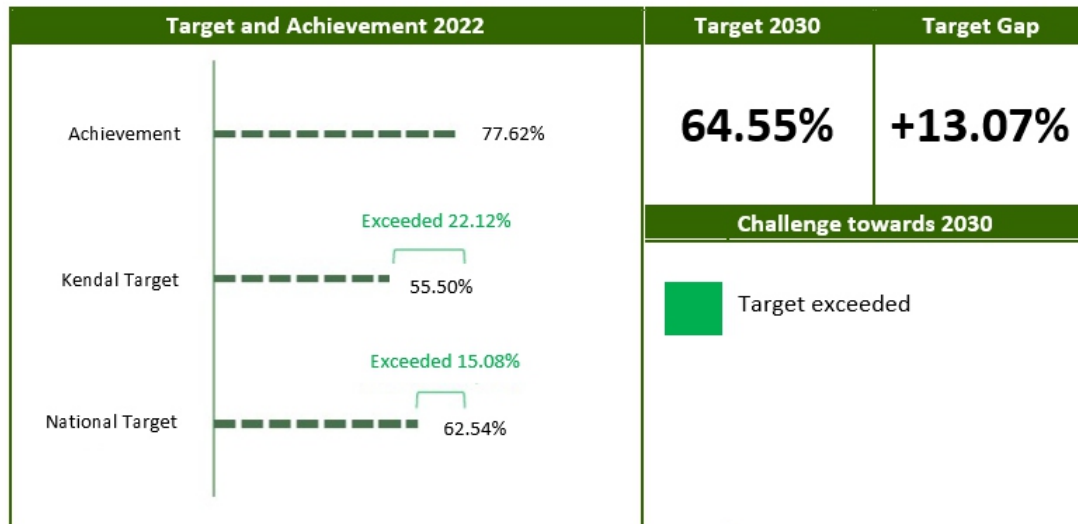 Target and Achievement 2022
Achievement
77.62%
Exceeded 22.12%
Kendal Target
55.50%
Exceeded 15.08%
National Target
62.54%
Target 2030
Target Gap
64.55%
+13.07%
Challenge towards 2030
Target exceeded